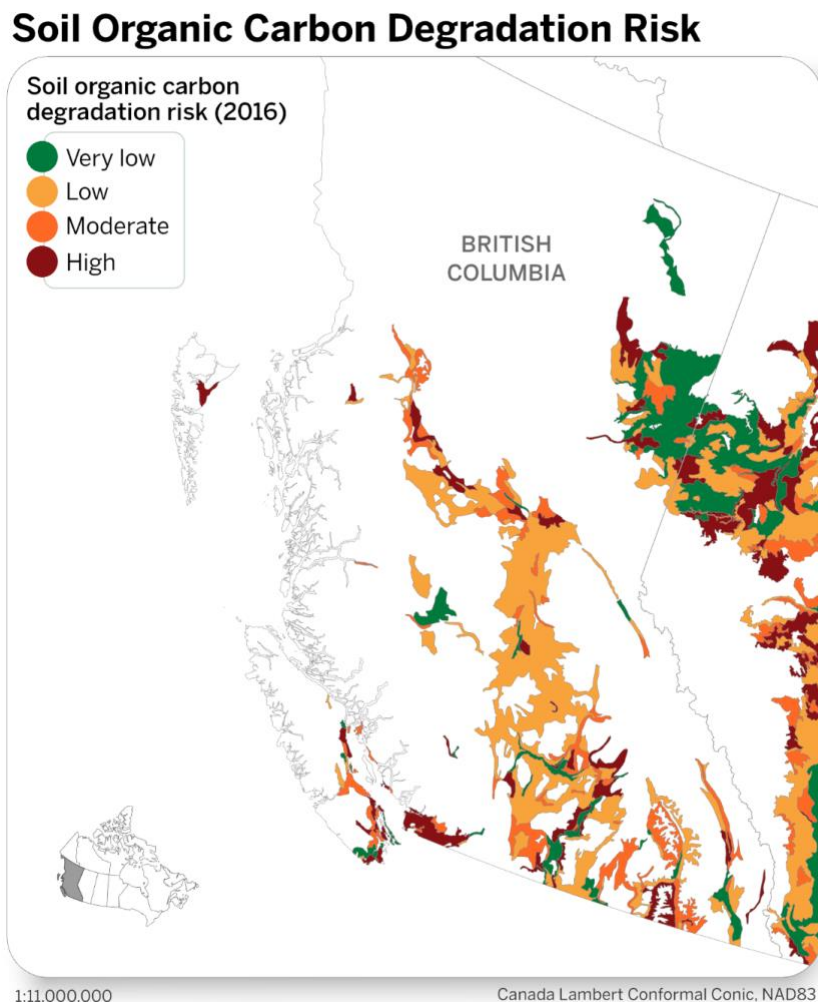 Soil Organic Carbon Degradation Risk
Soil organic carbon
degradation risk (2016)
Very low
Low
Moderate
High
BRITISH
COLUMBIA
1:11,000,000
Canada Lambert Conformal Conic, NAD83